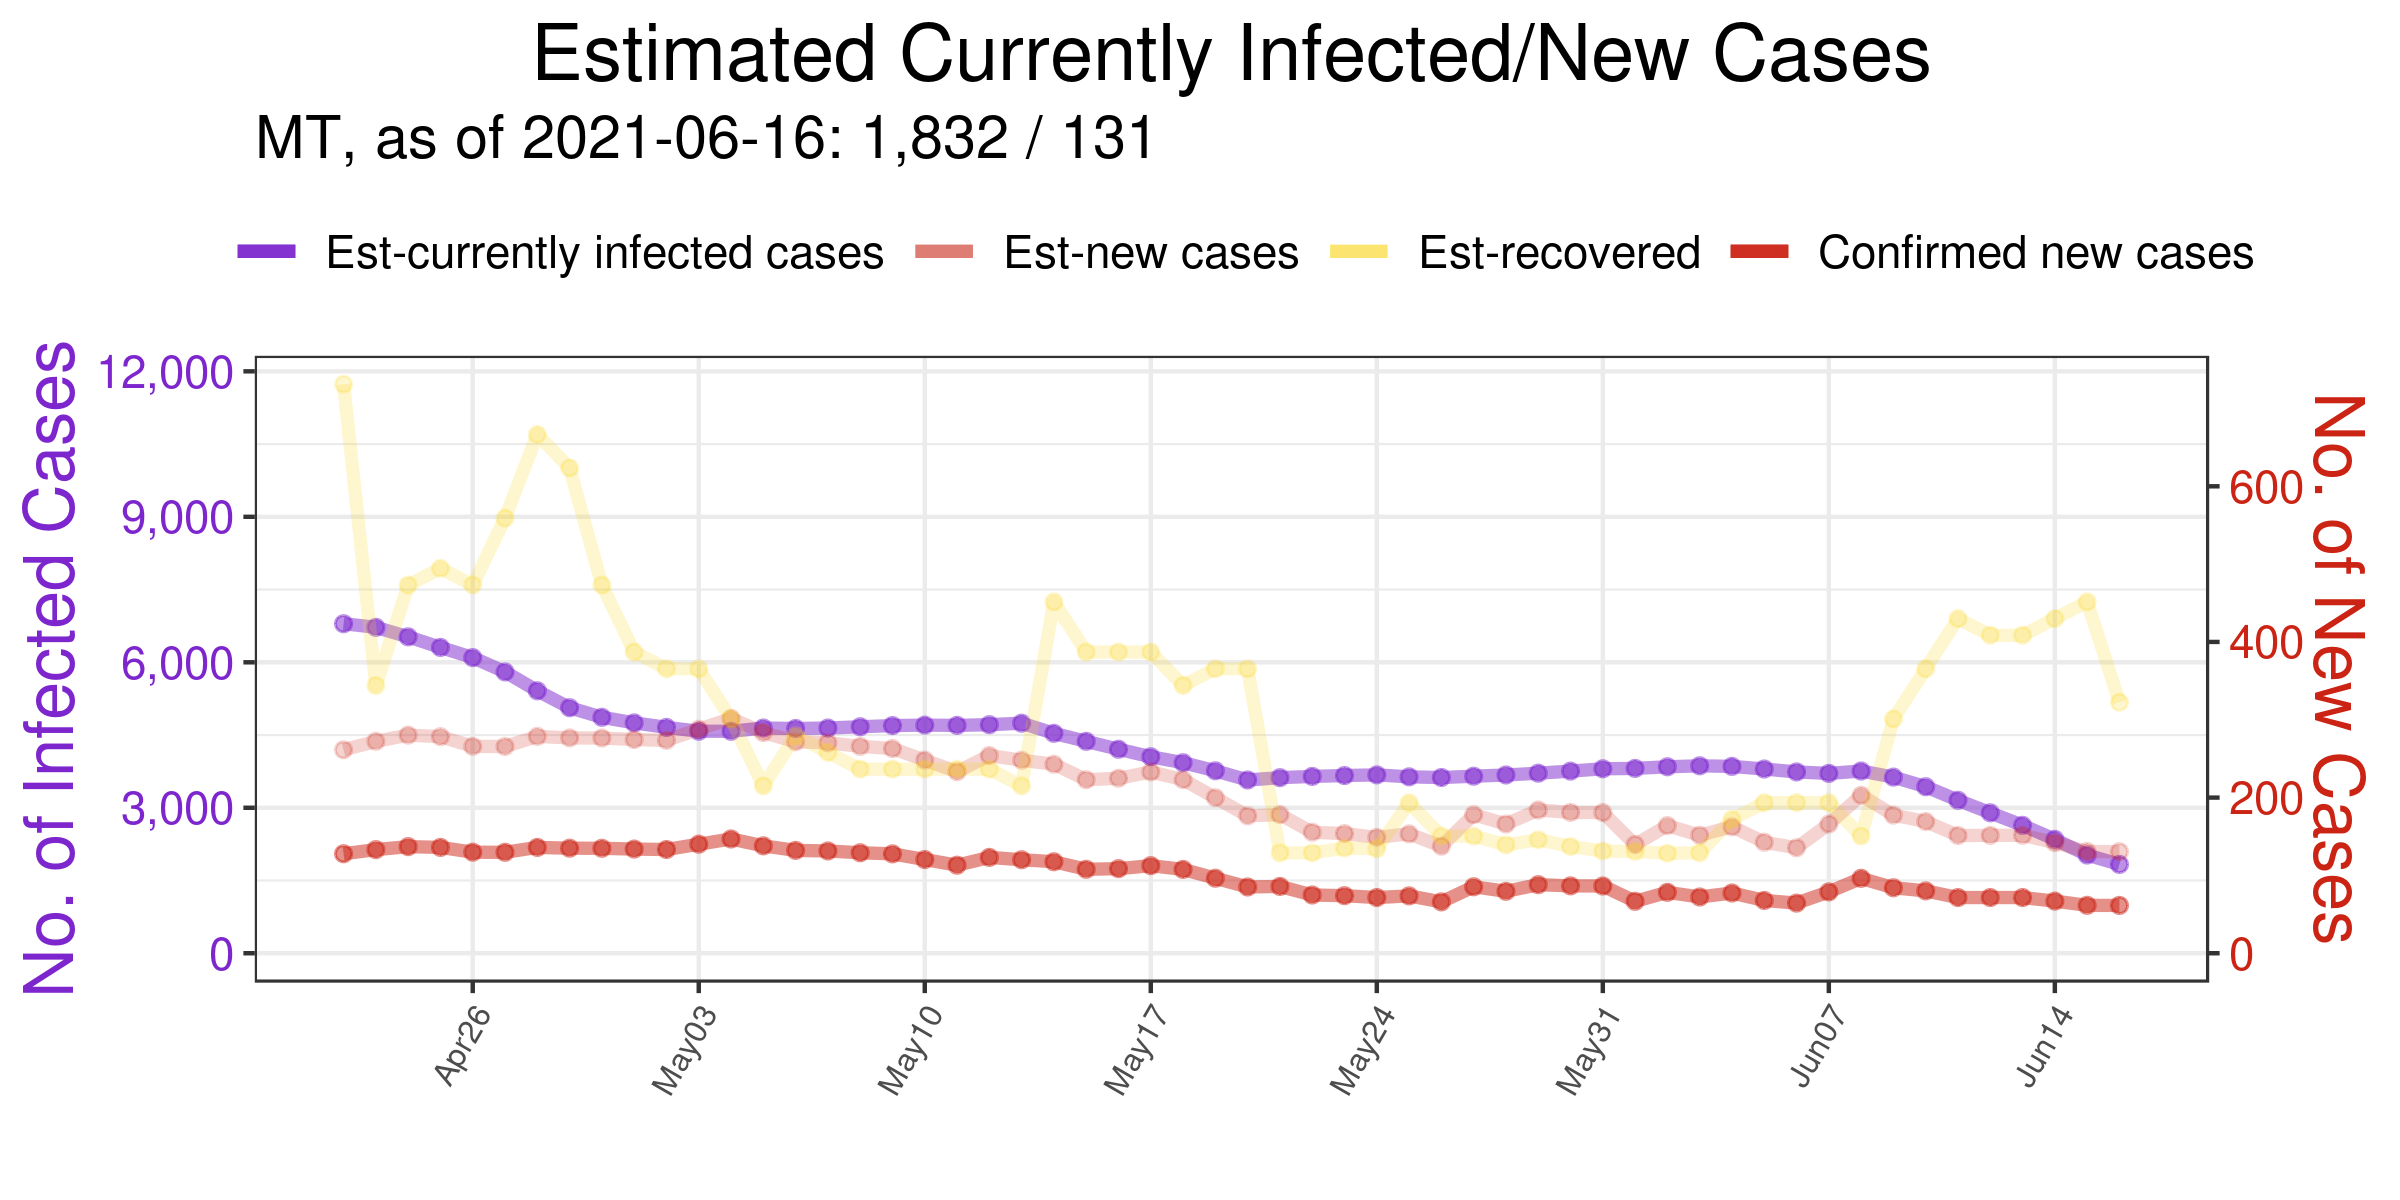 Estimated Currently Infected/New Cases
MT, as of 2021-06-16: 1,832 / 131
Est-currently infected cases
Est-new cases
Est-recovered
Confirmed new cases
No. of Infected Cases
12,000
9,000
6,000
3,000
0
600
400
200
0
No. of New Cases
Apr26
May03
May10
May17
May24
May31
Jun07
Jun14